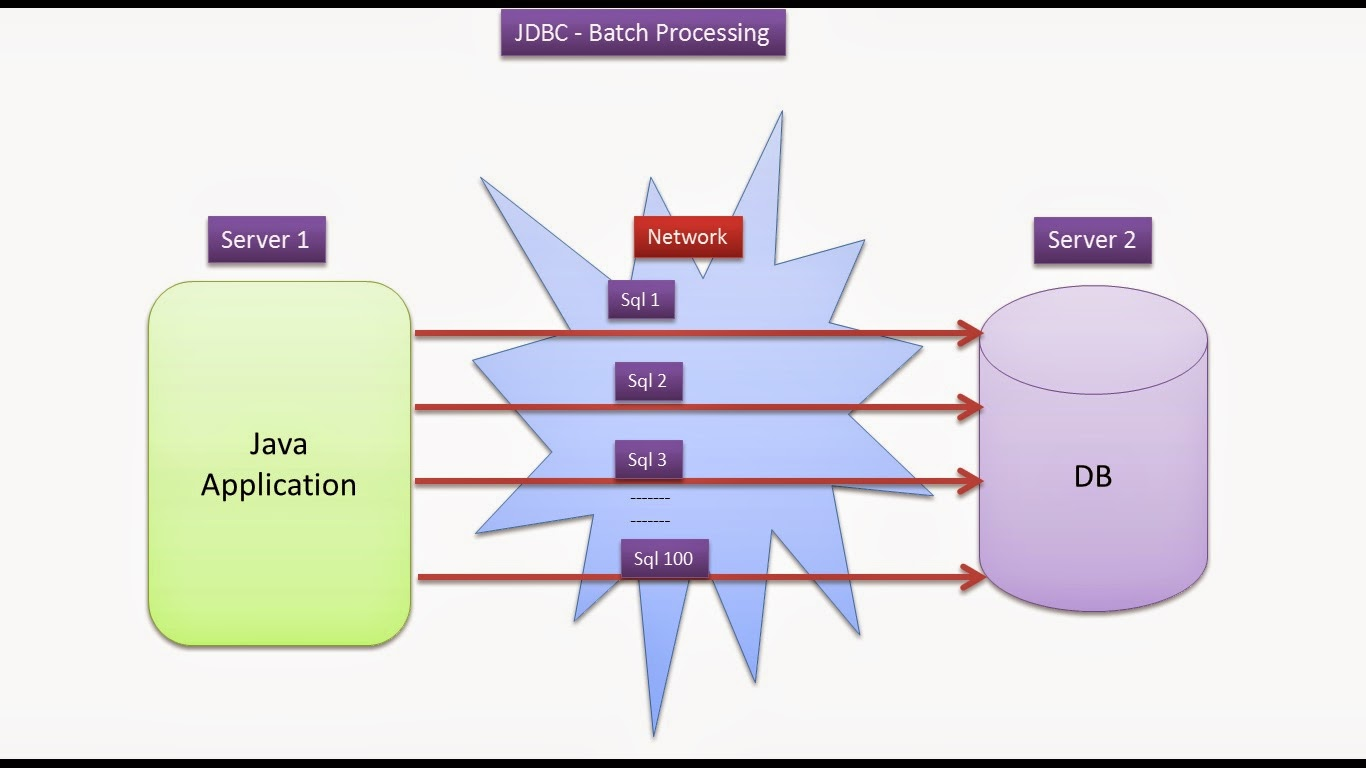 JDBC - Batch Processing
Server 1
Network
Server 2
Sql 1
Sql 2
Sql 3
-------
-------
Sql 100
Java
Application
DB